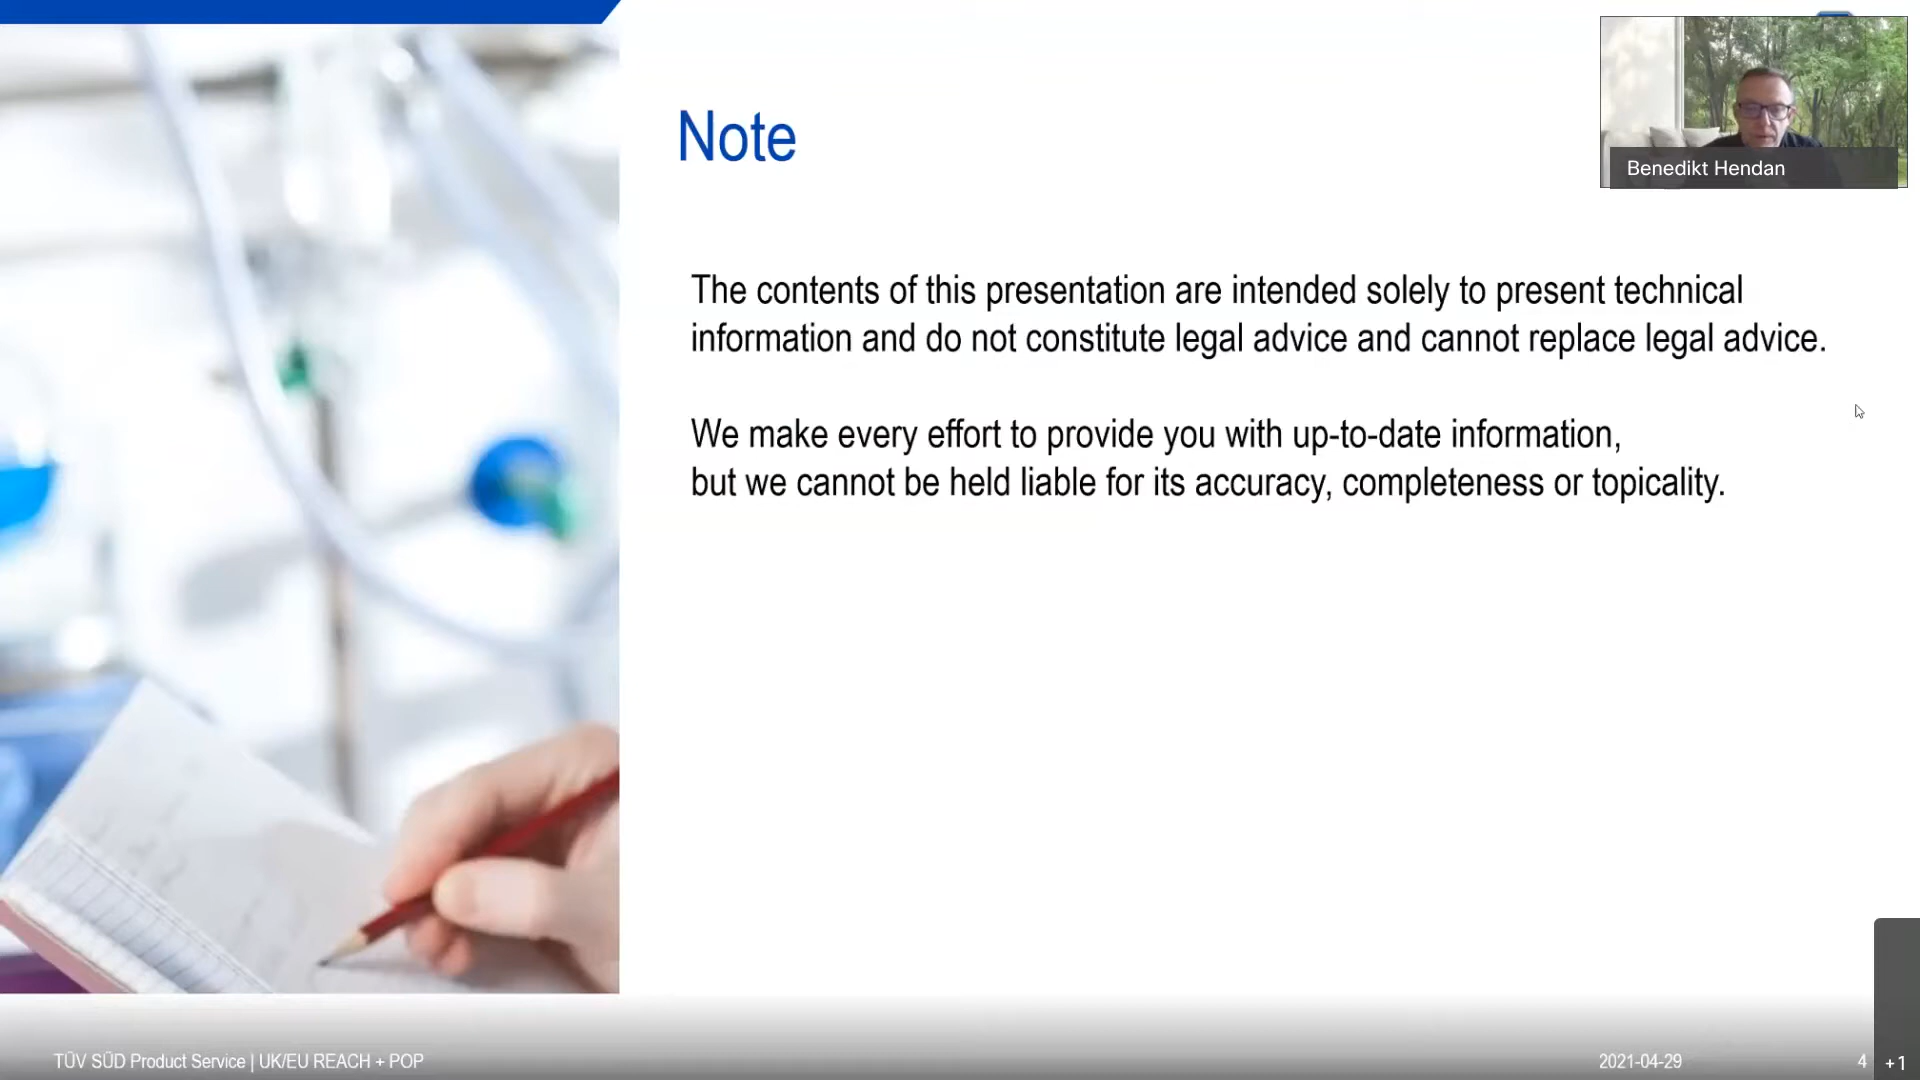 Note
Benedikt Hendan
The contents of this presentation are intended solely to present technical
information and do not constitute legal advice and cannot replace legal advice.
We make every effort to provide you with up-to-date information,
but we cannot be held liable for its accuracy, completeness or topicality.
TÜV SÜD Product Service | UK/EU REACH + POP
2021-04-29
4
+1